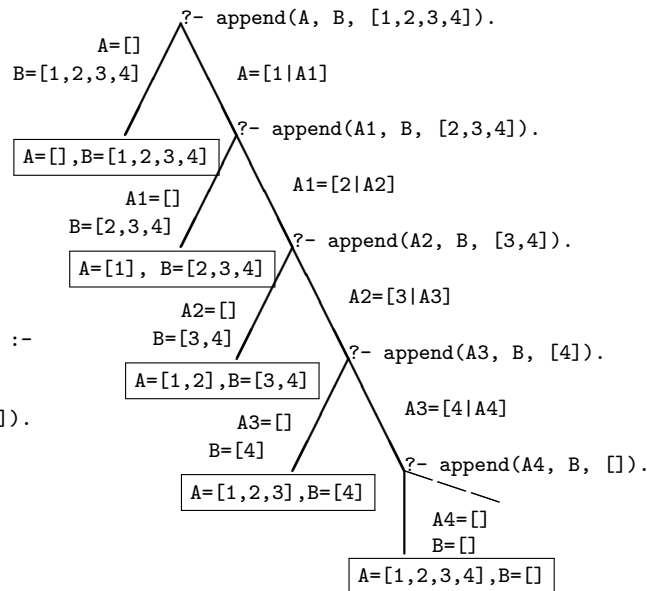 ?- append(A, B, [1,2,3,4]).
A=[]
B=[1,2,3,4]
A=[1|A1]
?- append(A1, B, [2,3,4]).
A=[],B=[1,2,3,4]
A1=[]
B=[2,3,4]
A1=[2|A2]
?- append(A2, B, [3,4]).
A=[1], B=[2,3,4]
A2=[]
B=[3,4]
A2=[3|A3]
:-
?- append(A3, B, [4]).
A=[1,2],B=[3,4]
]).
A3=[]
B=[4]
A3=[4|A4]
?- append(A4, B, []).
A=[1,2,3],B=[4]
A4=[]
B=[]
A=[1,2,3,4],B=[]